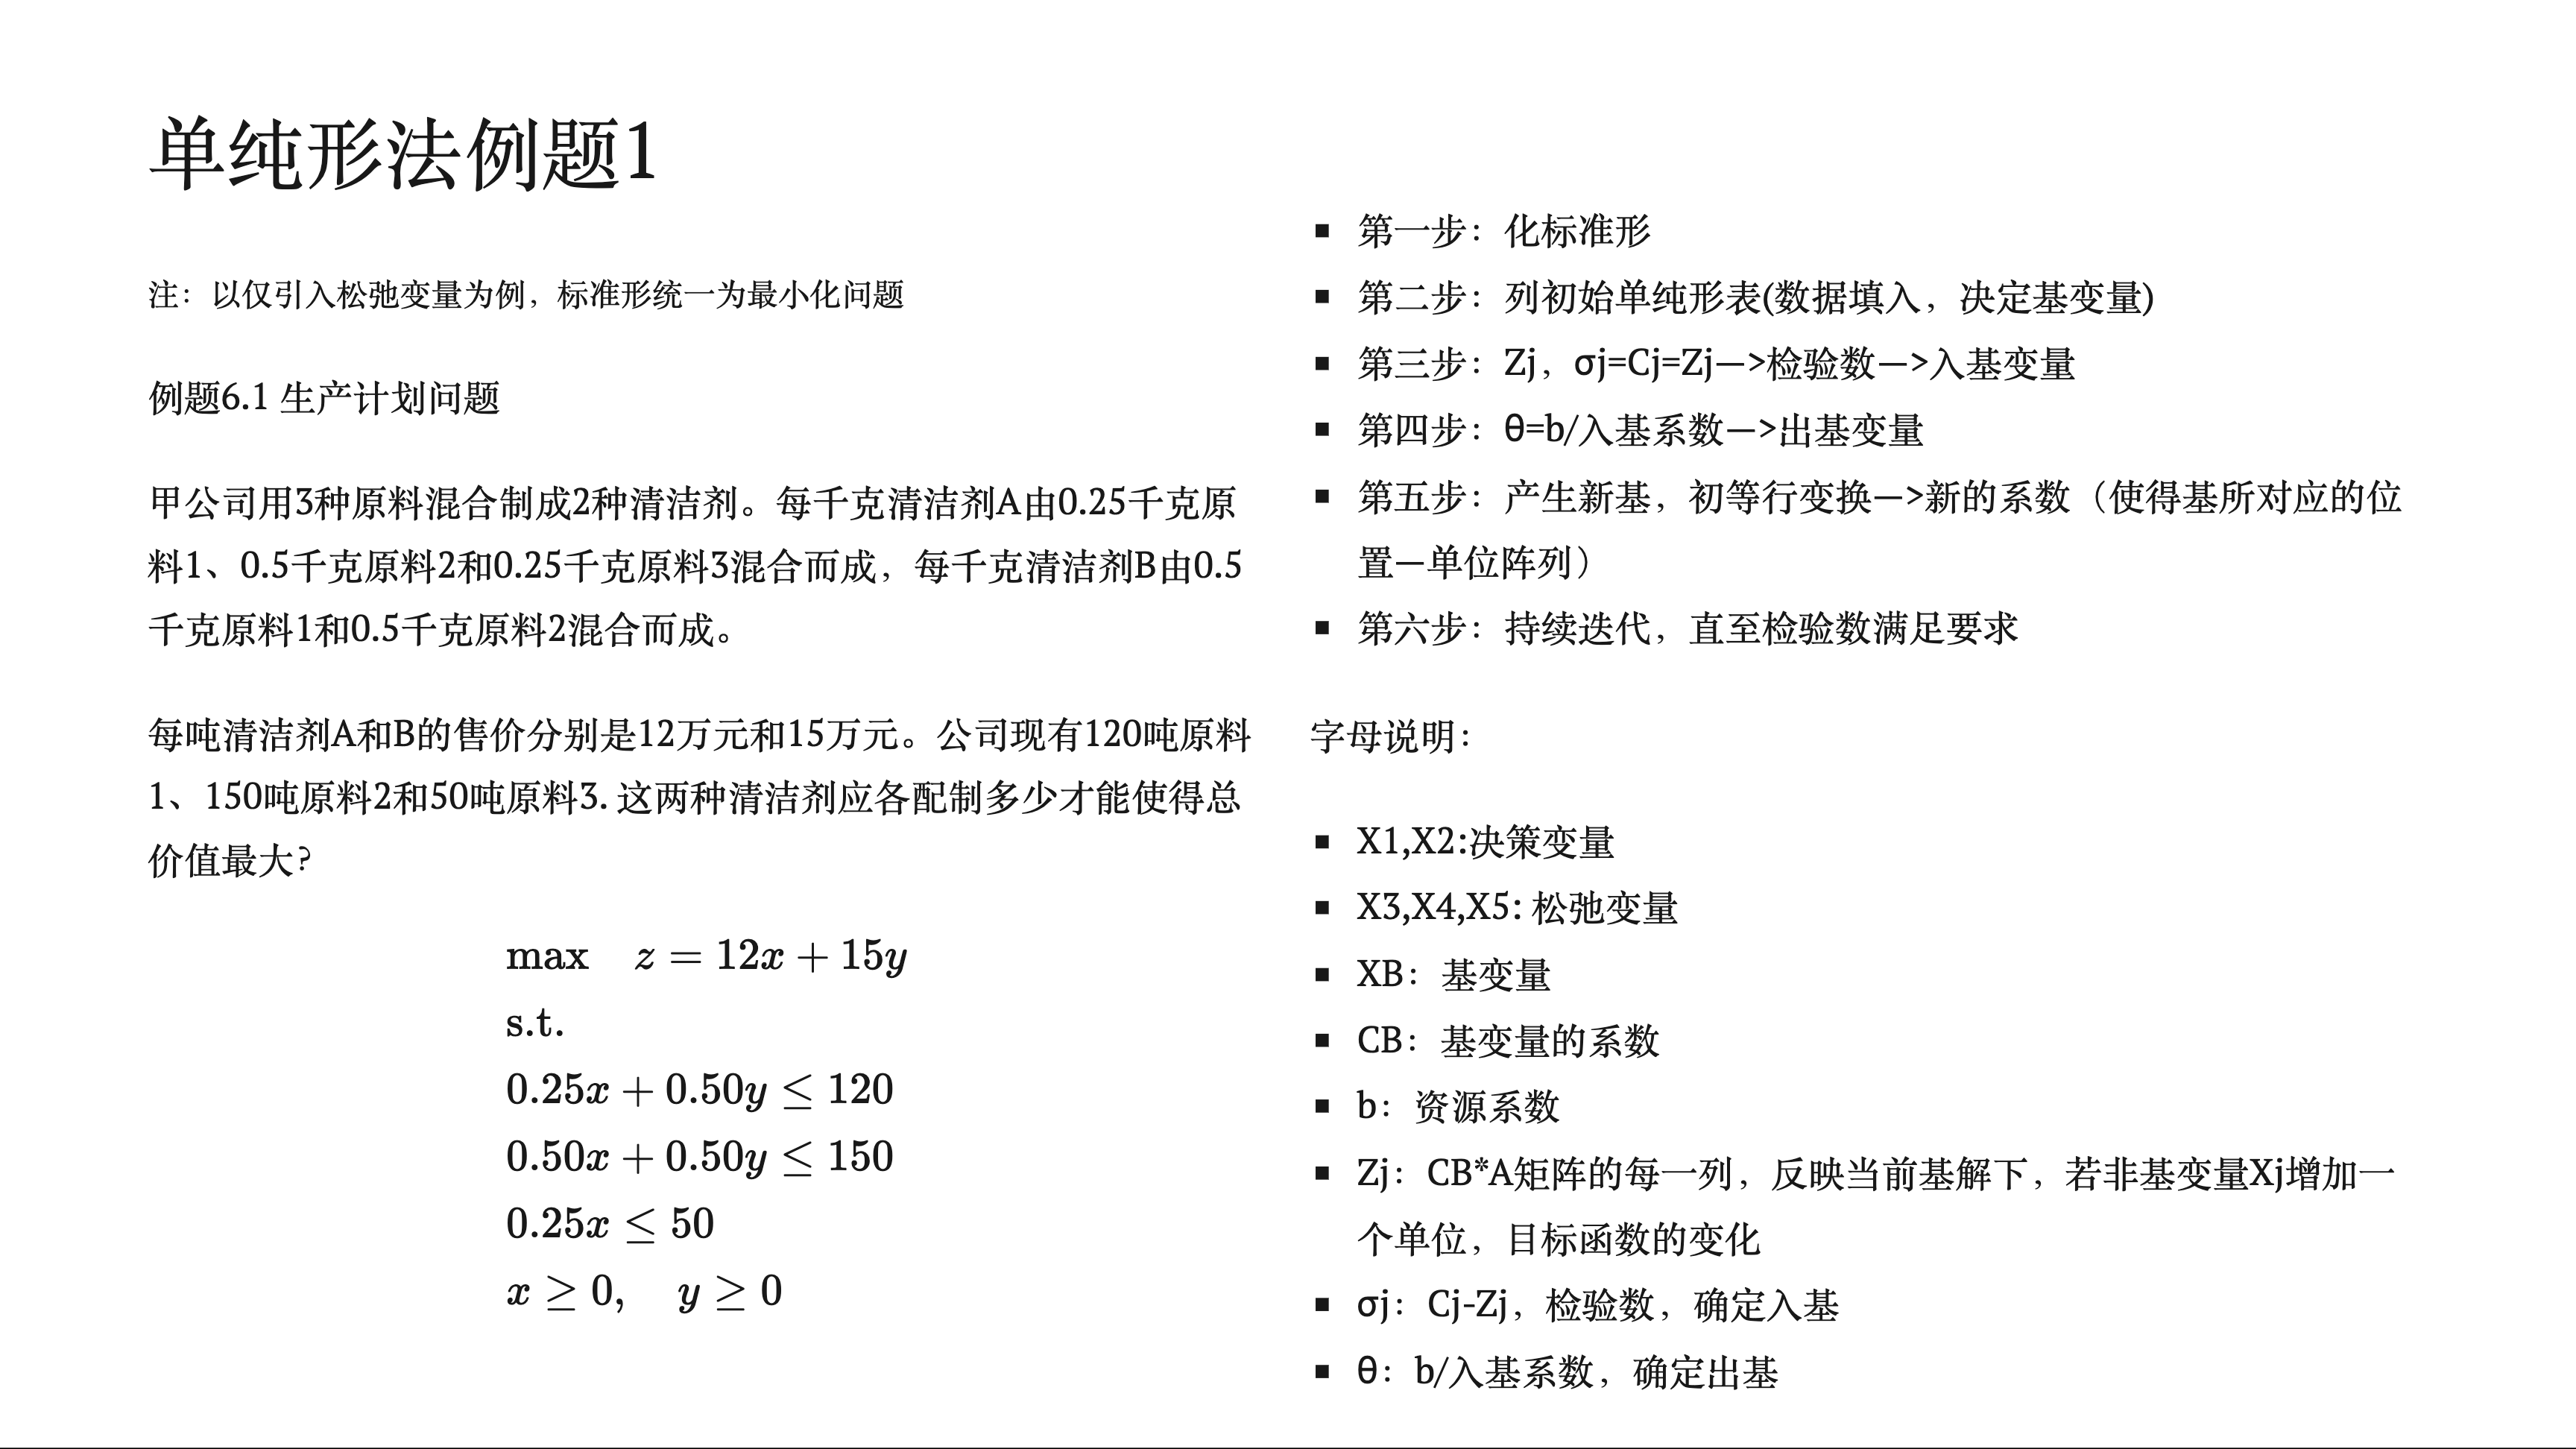 单纯形法例题1
注：以仅引入松弛变量为例，标准形统一为最小化问题
例题6.1 生产计划问题
甲公司用3种原料混合制成2种清洁剂。每千克清洁剂A由0.25千克原
料1、0.5千克原料2和0.25千克原料3混合而成，每千克清洁剂B由0.5
千克原料1和0.5千克原料2混合而成。
每吨清洁剂A和B的售价分别是12万元和15万元。公司现有120吨原料
1、150吨原料2和50吨原料3. 这两种清洁剂应各配制多少才能使得总
价值最大？
max z = 12x + 15y
s.t.
0.25x + 0.50y ≤ 120
0.50x + 0.50y ≤ 150
0.25x ≤ 50
x ≥ 0, y ≥ 0
▪ 第一步：化标准形
▪ 第二步：列初始单纯形表(数据填入，决定基变量)
▪ 第三步：Zj，σj=Cj=Zj—>检验数—>入基变量
▪ 第四步：θ=b/入基系数—>出基变量
▪ 第五步：产生新基，初等行变换—>新的系数（使得基所对应的位
置—单位阵列）
▪ 第六步：持续迭代，直至检验数满足要求
字母说明：
▪ X1,X2:决策变量
▪ X3,X4,X5: 松弛变量
▪ XB：基变量
▪ CB：基变量的系数
▪ b：资源系数
▪ Zj：CB*A矩阵的每一列，反映当前基解下，若非基变量Xj增加一
个单位，目标函数的变化
▪ σj：Cj-Zj，检验数，确定入基
▪ θ：b/入基系数，确定出基